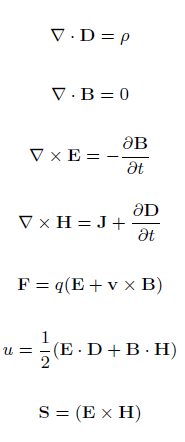 ∇ · D = ρ
∇ · B = 0
∇ × E = −∂B/∂t
∇ × H = J + ∂D/∂t
F = q(E + v × B)
u = 1/2(E · D + B · H)
S = (E × H)